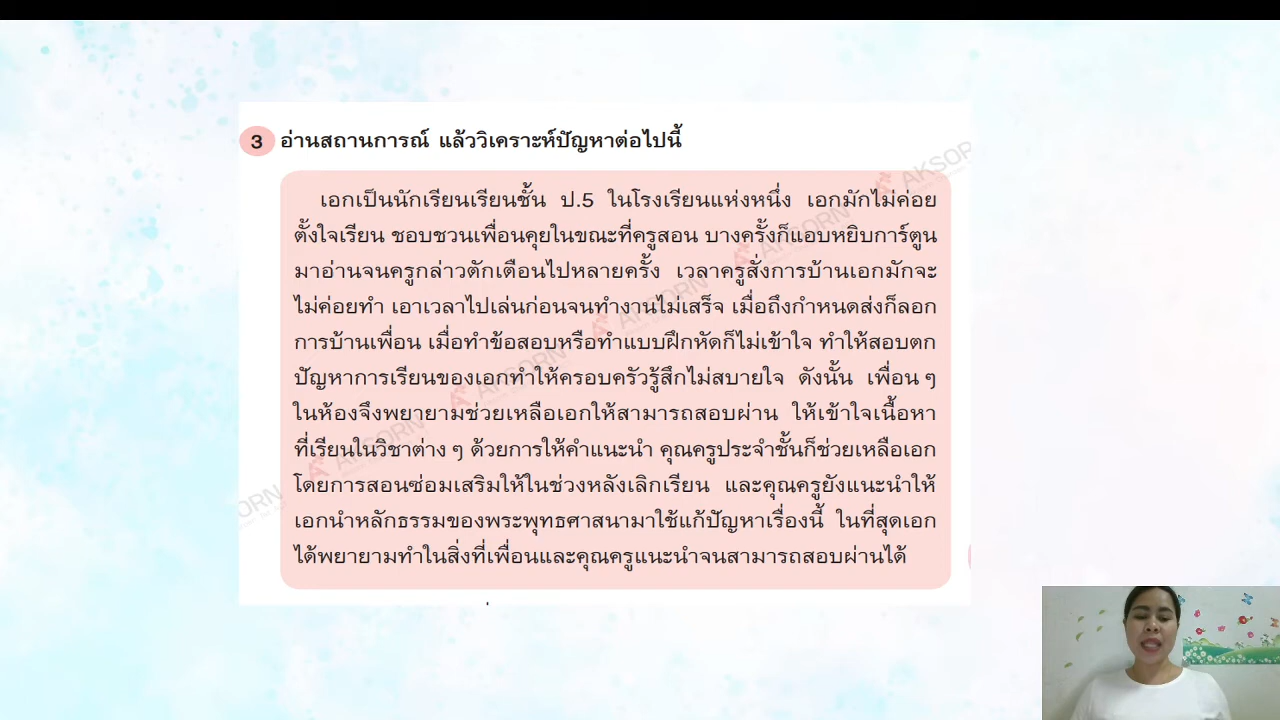 3 อ่านสถานการณ์ แล้ววิเคราะห์ปัญหาต่อไปนี้
เอกเป็นนักเรียนเรียนชั้น ป.5 ในโรงเรียนแห่งหนึ่ง เอกมักไม่ค่อย
ตั้งใจเรียน ชอบชวนเพื่อนคุยในขณะที่ครูสอน บางครั้งก็แอบหยิบการ์ตูน
มาอ่านจนครูกล่าวตักเตือนไปหลายครั้ง เวลาครูสั่งการบ้านเอกมักจะ
ไม่ค่อยทำ เอาเวลาไปเล่นก่อนจนทำงานไม่เสร็จ เมื่อถึงกำหนดส่งก็ลอก
การบ้านเพื่อน เมื่อทำข้อสอบหรือทำแบบฝึกหัดก็ไม่เข้าใจ ทำให้สอบตก
ปัญหาการเรียนของเอกทำให้ครอบครัวรู้สึกไม่สบายใจ ดังนั้น เพื่อน ๆ
ในห้องจึงพยายามช่วยเหลือเอกให้สามารถสอบผ่าน ให้เข้าใจเนื้อหา
ที่เรียนในวิชาต่าง ๆ ด้วยการให้คำแนะนำ คุณครูประจำชั้นก็ช่วยเหลือเอก
โดยการสอนซ่อมเสริมให้ในช่วงหลังเลิกเรียน และคุณครูยังแนะนำให้
เอกนำหลักธรรมของพระพุทธศาสนามาใช้แก้ปัญหาเรื่องนี้ ในที่สุดเอก
ได้พยายามทำในสิ่งที่เพื่อนและคุณครูแนะนำจนสามารถสอบผ่านได้
AKSORN
AKSORN
AKSORN
AKSORN
AKSORN